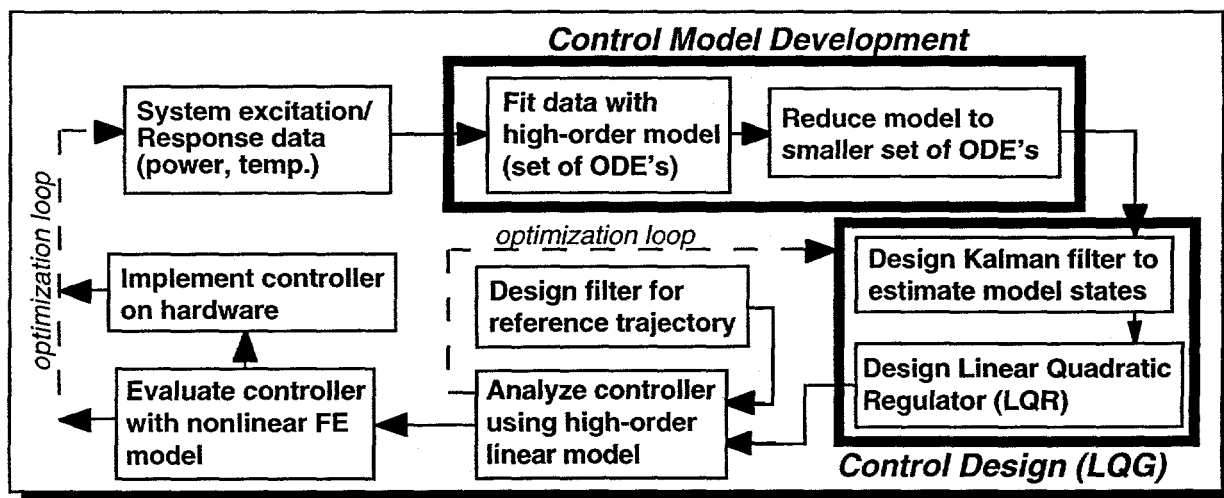 Control Model Development
System excitation/
Response data
(power, temp.)
Fit data with
high-order model
(set of ODE's)
Reduce model to
smaller set of ODE's
optimization loop
optimization loop
Implement controller
on hardware
Design filter for
reference trajectory
Design Kalman filter to
estimate model states
Evaluate controller
with nonlinear FE
model
Analyze controller
using high-order
linear model
Design Linear Quadratic
Regulator (LQR)
Control Design (LQG)